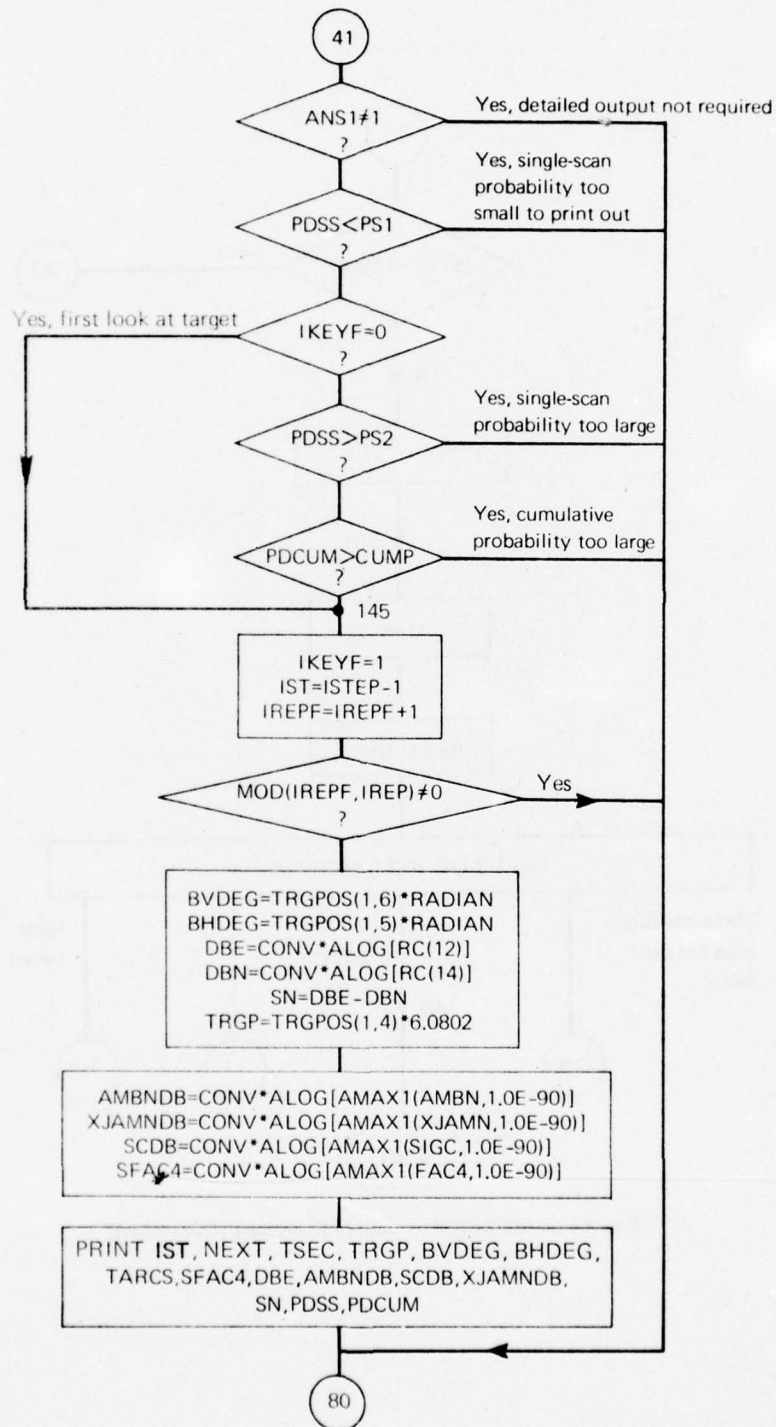 41
ANS1≠1
?
Yes, detailed output not required
PDSS<PS1
?
Yes, single-scan
probability too
small to print out
Yes, first look at target
IKEYF=0
?
PDSS>PS2
?
Yes, single-scan
probability too large
PDCUM>CUMP
?
Yes, cumulative
probability too large
145
IKEYF=1
IST=ISTEP-1
IREPF=IREPF+1
MOD(IREPF,IREP)≠0
?
Yes
BVDEG=TRGPOS(1,6)*RADIAN
BHDEG=TRGPOS(1,5)*RADIAN
DBE=CONV*ALOG[RC(12)]
DBN=CONV*ALOG[RC(14)]
SN=DBE-DBN
TRGP=TRGPOS(1,4)*6.0802
AMBNDB=CONV*ALOG[AMAX1(AMBN,1.0E-90)]
XJAMNDB=CONV*ALOG[AMAX1(XJAMN,1.0E-90)]
SCDB=CONV*ALOG[AMAX1(SIGC,1.0E-90)]
SFAC4=CONV*ALOG[AMAX1(FAC4,1.0E-90)]
PRINT IST, NEXT, TSEC, TRGP, BVDEG, BHDEG,
TARCS,SFAC4,DBE,AMBNDB,SCDB,XJAMNDB,
SN,PDSS,PDCUM
80